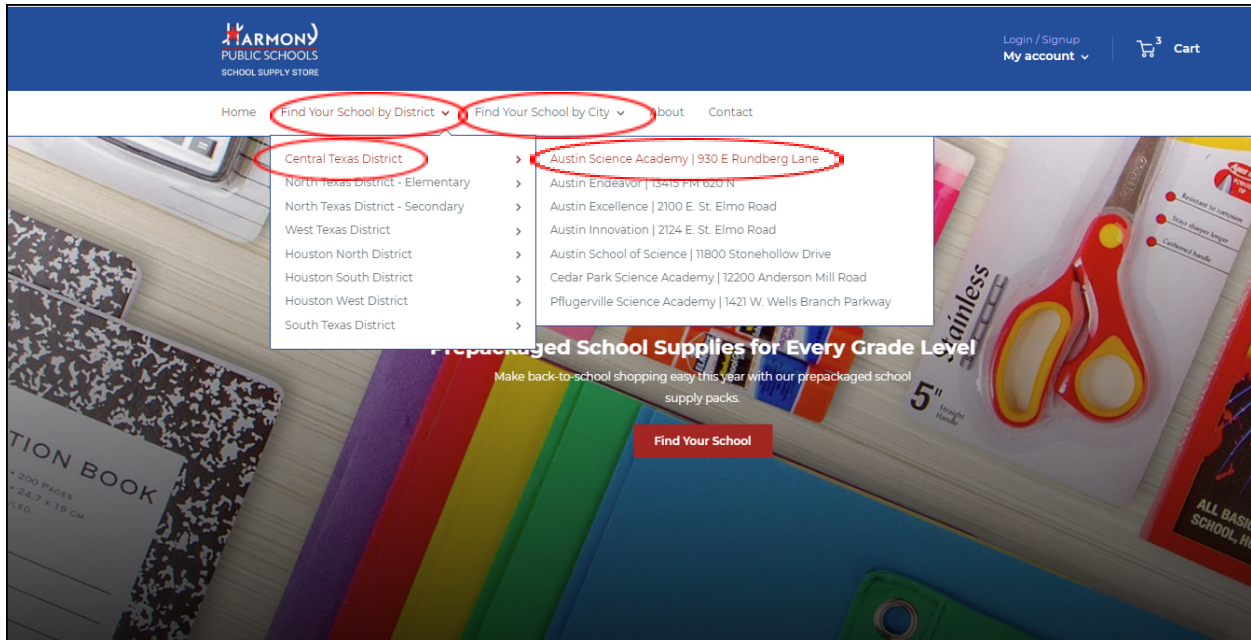 HARMONY
PUBLIC SCHOOLS
SCHOOL SUPPLY STORE
Login / Signup
My account
3
Cart
Home
Find Your School by District
Find Your School by City
About
Contact
Central Texas District
North Texas District - Elementary
North Texas District - Secondary
West Texas District
Houston North District
Houston South District
Houston West District
South Texas District
Austin Science Academy | 930 E Rundberg Lane
Austin Endeavor | 13415 FM 620 N
Austin Excellence | 2100 E. St. Elmo Road
Austin Innovation | 2124 E. St. Elmo Road
Austin School of Science | 11800 Stonehollow Drive
Cedar Park Science Academy | 12200 Anderson Mill Road
Pflugerville Science Academy | 1421 W. Wells Branch Parkway
Prepackaged School Supplies for Every Grade Level
Make back-to-school shopping easy this year with our prepackaged school
supply packs.
Find Your School
Resistant to corrosion
Stays sharper longer
Cushioned handle
Stainless
STEEL
5"
Straight
Handle
TION BOOK
• 200 PAGES
• 24.7 X 19 CM
ULED
ALL BASI
SCHOOL, H